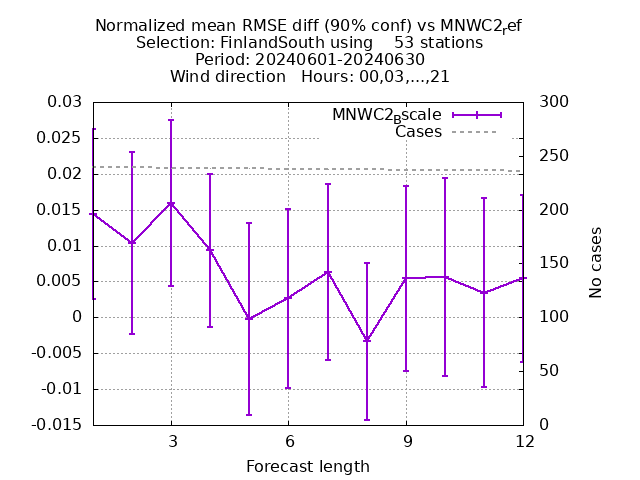 Normalized mean RMSE diff (90% conf) vs MNWC2ref
Selection: FinlandSouth using    53 stations
Period: 20240601-20240630
Wind direction   Hours: 00,03,...,21
MNWC2Bscale
Cases
0.03
0.025
0.02
0.015
0.01
0.005
0
-0.005
-0.01
-0.015
300
250
200
150
100
50
0
No cases
3
6
9
12
Forecast length